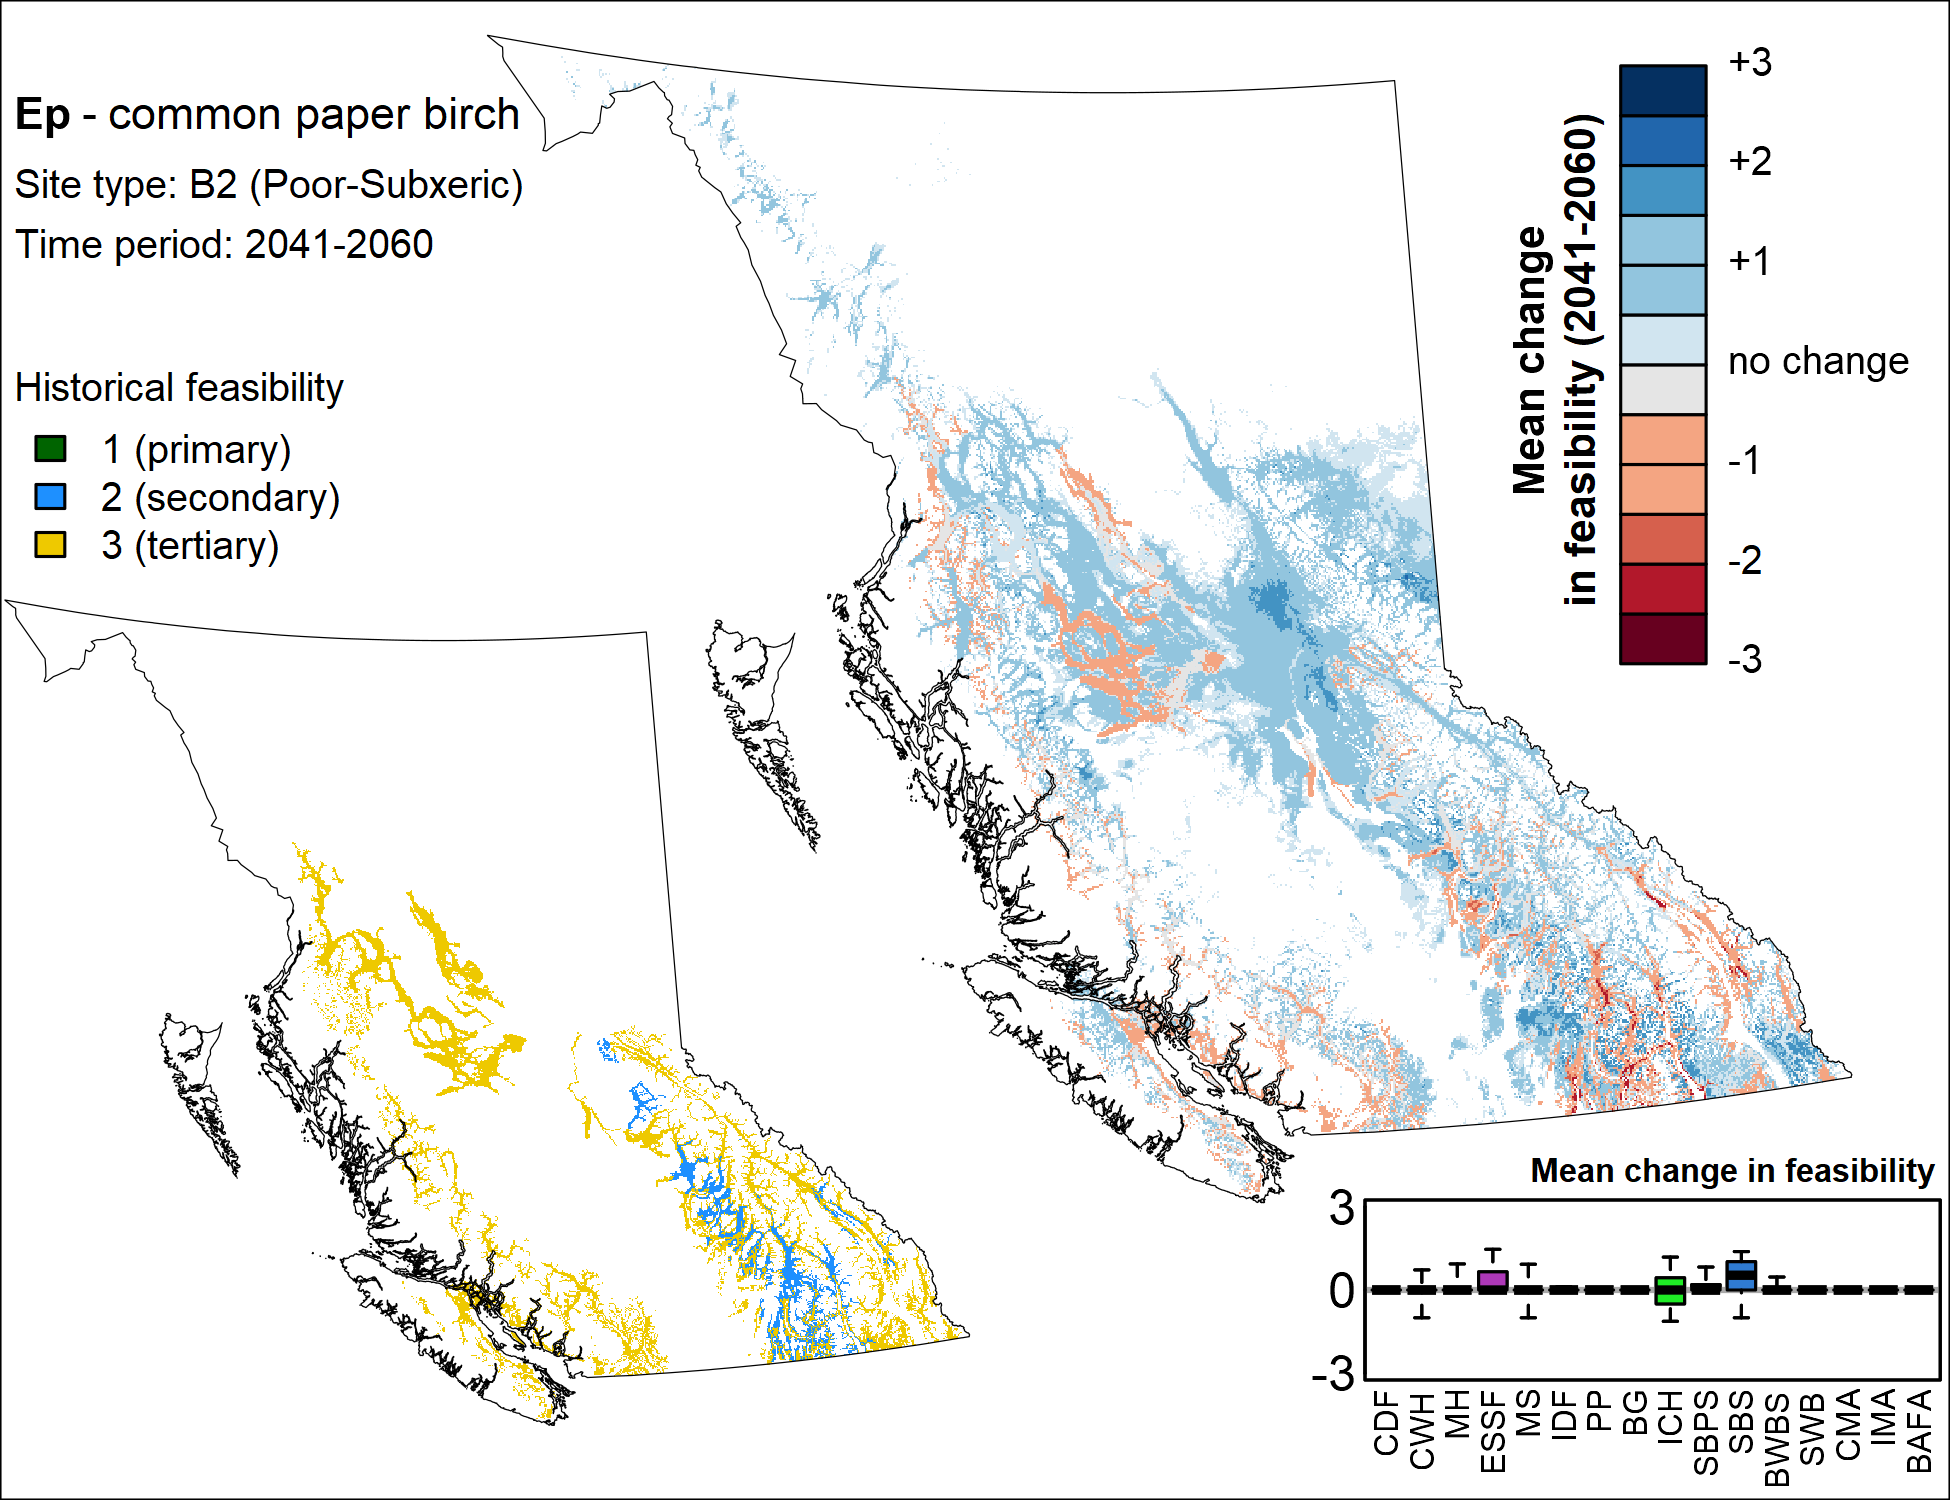 Ep - common paper birch
Site type: B2 (Poor-Subxeric)
Time period: 2041-2060
Historical feasibility
1 (primary)
2 (secondary)
3 (tertiary)
Mean change
in feasibility (2041-2060)
+3
+2
+1
no change
-1
-2
-3
Mean change in feasibility
3
0
-3
CDF
CWH
MH
ESSF
MS
IDF
PP
BG
ICH
SBPS
SBS
BWBS
SWB
CMA
IMA
BAFA